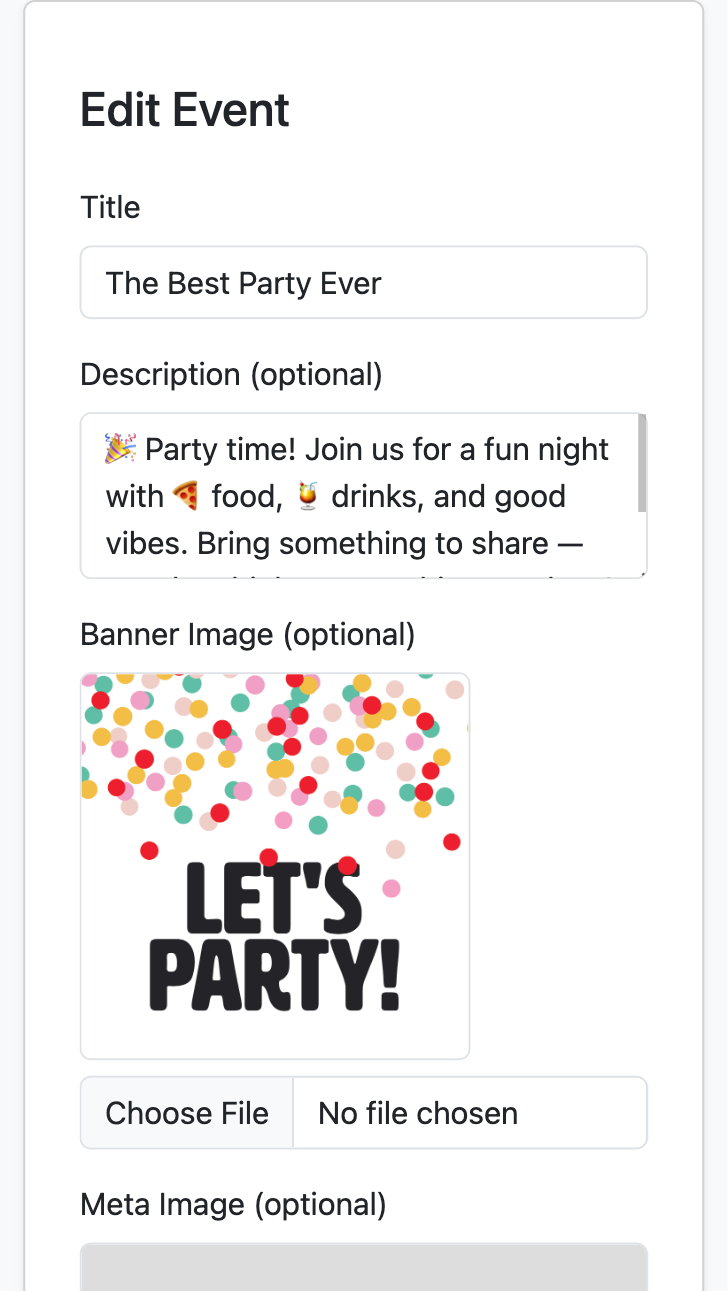 Edit Event
Title
The Best Party Ever
Description (optional)
🎉 Party time! Join us for a fun night
with 🍕 food, 🍹 drinks, and good
vibes. Bring something to share —
Banner Image (optional)
LET'S
PARTY!
Choose File No file chosen
Meta Image (optional)